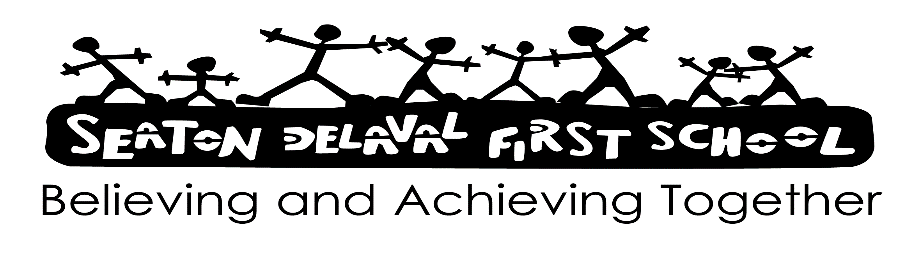 SEATON DELAVAL FIRST SCHOOL
Believing and Achieving Together